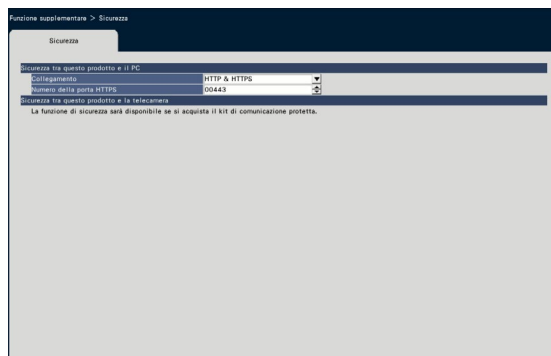 Funzione supplementare > Sicurezza
Sicurezza
Sicurezza tra questo prodotto e il PC
Collegamento HTTP & HTTPS
Numero della porta HTTPS 00443
Sicurezza tra questo prodotto e la telecamera
La funzione di sicurezza sarà disponibile se si acquista il kit di comunicazione protetta.